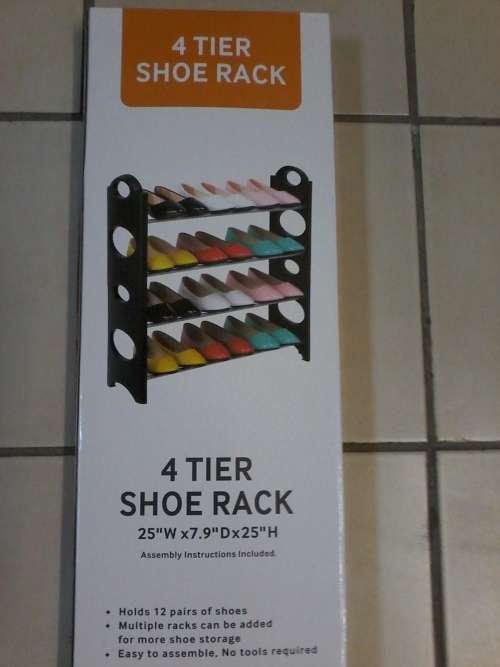 4 TIER
SHOE RACK
4 TIER
SHOE RACK
25"W x7.9"Dx25"H
Assembly Instructions Included.
• Holds 12 pairs of shoes
• Multiple racks can be added
for more shoe storage
• Easy to assemble, No tools required